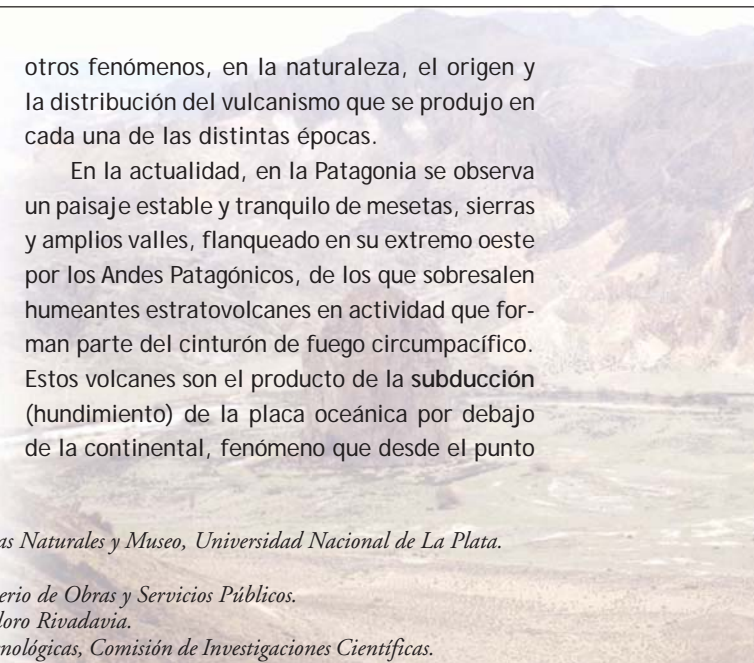 otros fenómenos, en la naturaleza, el origen y
la distribución del vulcanismo que se produjo en
cada una de las distintas épocas.
En la actualidad, en la Patagonia se observa
un paisaje estable y tranquilo de mesetas, sierras
y amplios valles, flanqueado en su extremo oeste
por los Andes Patagónicos, de los que sobresalen
humeantes estratovolcanes en actividad que for-
man parte del cinturón de fuego circumpacífico.
Estos volcanes son el producto de la subducción
(hundimiento) de la placa oceánica por debajo
de la continental, fenómeno que desde el punto
as Naturales y Museo, Universidad Nacional de La Plata.
erio de Obras y Servicios Públicos.
loro Rivadavia.
nológicas, Comisión de Investigaciones Científicas.